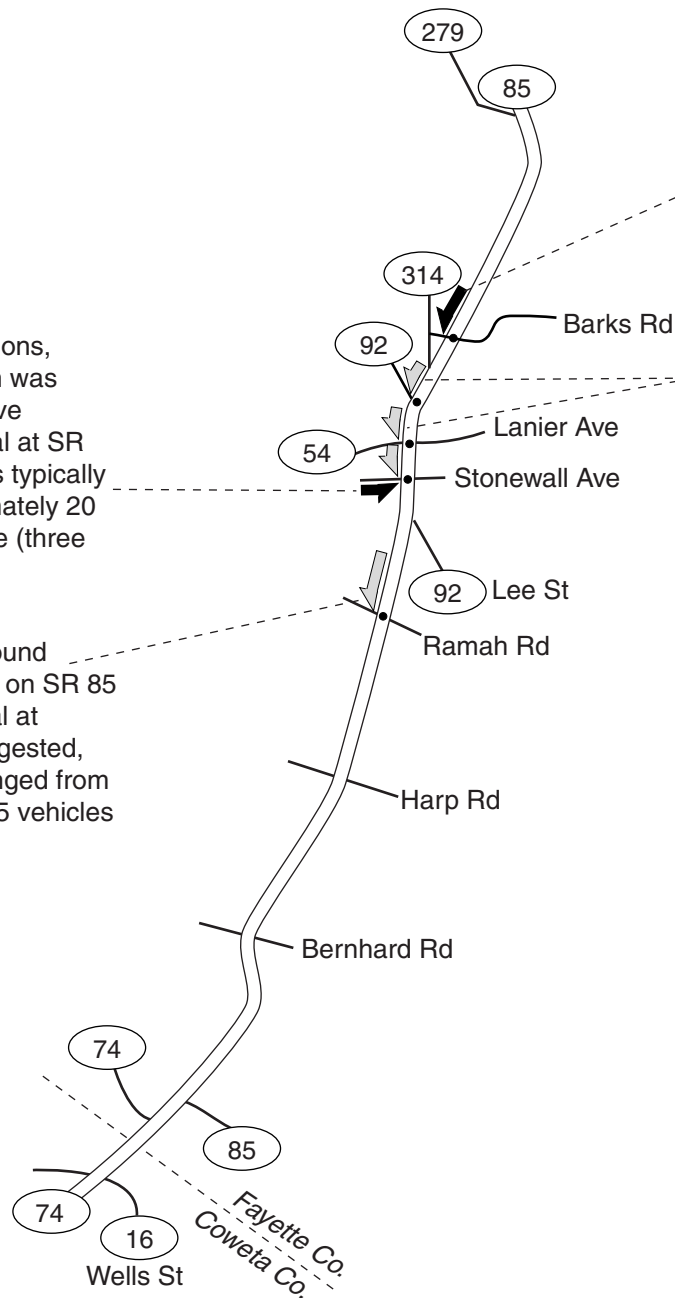 279
85
314
Barks Rd
92
Lanier Ave
54
Stonewall Ave
ons,
n was
ve
al at SR
s typically
nately 20
e (three
92 Lee St
Ramah Rd
ound
on SR 85
al at
gested,
nged from
5 vehicles
Harp Rd
Bernhard Rd
74
85
74
16
Wells St
Fayette Co.
Coweta Co.